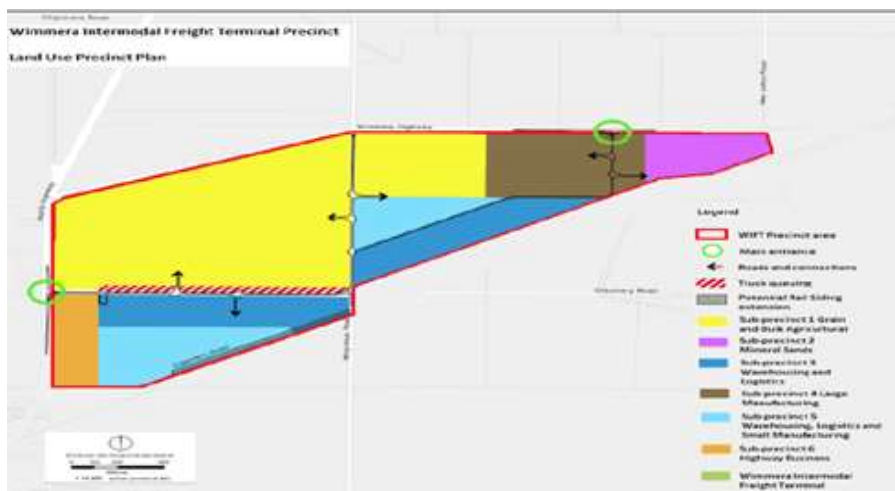 Wimmera Intermodal Freight Terminal Precinct
Land Use Precinct Plan
Wimmera Highway
Legend
WIFT Precinct area
Main entrance
Roads and connections
Truck queuing
Potential Rail Siding
extension
Sub-precinct 1 Grain
and Bulk Agricultural
Sub-precinct 2
Mineral Sands
Sub-precinct 3
Warehousing and
Logistics
Sub-precinct 4 Large
Manufacturing
Sub-precinct 5
Warehousing, Logistics and
Small Manufacturing
Sub-precinct 6
Highway Business
Wimmera Intermodal
Freight Terminal